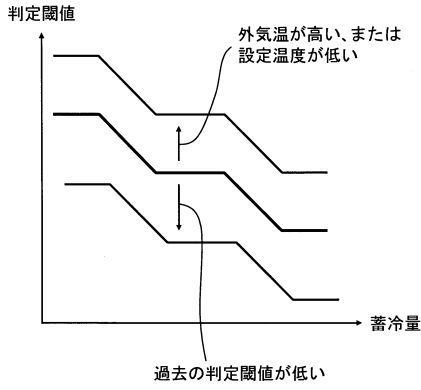 判定閾値
外気温が高い、または
設定温度が低い
蓄冷量
過去の判定閾値が低い